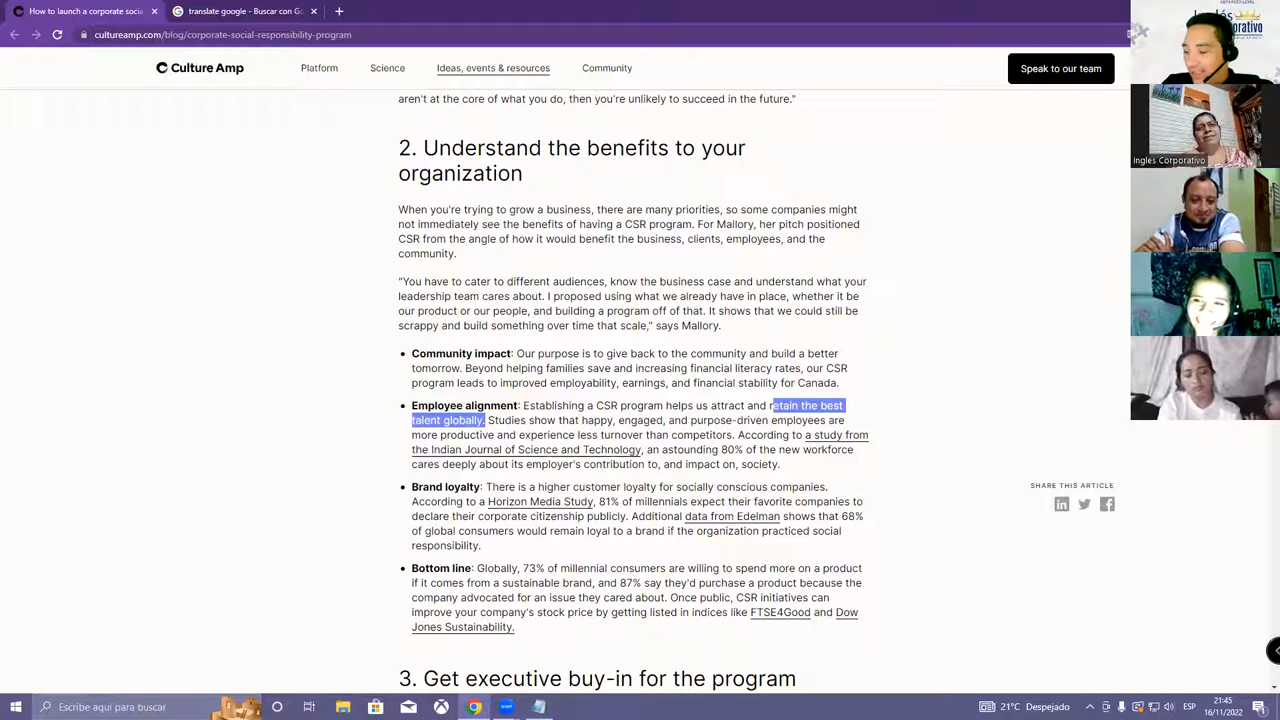 How to launch a corporate socia
translate google - Buscar con Go
cultureamp.com/blog/corporate-social-responsibility-program
Culture Amp
Platform
Science
Ideas, events & resources
Community
Speak to our team
aren't at the core of what you do, then you're unlikely to succeed in the future."
2. Understand the benefits to your
organization
When you're trying to grow a business, there are many priorities, so some companies might
not immediately see the benefits of having a CSR program. For Mallory, her pitch positioned
CSR from the angle of how it would benefit the business, clients, employees, and the
community.
"You have to cater to different audiences, know the business case and understand what your
leadership team cares about. I proposed using what we already have in place, whether it be
our product or our people, and building a program off of that. It shows that we could still be
scrappy and build something over time that scale," says Mallory.
• Community impact: Our purpose is to give back to the community and build a better
tomorrow. Beyond helping families save and increasing financial literacy rates, our CSR
program leads to improved employability, earnings, and financial stability for Canada.
• Employee alignment: Establishing a CSR program helps us attract and retain the best
talent globally. Studies show that happy, engaged, and purpose-driven employees are
more productive and experience less turnover than competitors. According to a study from
the Indian Journal of Science and Technology, an astounding 80% of the new workforce
cares deeply about its employer's contribution to, and impact on, society.
• Brand loyalty: There is a higher customer loyalty for socially conscious companies.
According to a Horizon Media Study, 81% of millennials expect their favorite companies to
declare their corporate citizenship publicly. Additional data from Edelman shows that 68%
of global consumers would remain loyal to a brand if the organization practiced social
responsibility.
• Bottom line: Globally, 73% of millennial consumers are willing to spend more on a product
if it comes from a sustainable brand, and 87% say they'd purchase a product because the
company advocated for an issue they cared about. Once public, CSR initiatives can
improve your company's stock price by getting listed in indices like FTSE4Good and Dow
Jones Sustainability.
3. Get executive buy-in for the program
SHARE THIS ARTICLE
Ingles Corporativo
Escribe aquí para buscar
21°C Despejado
ESP
21:45
16/11/2022